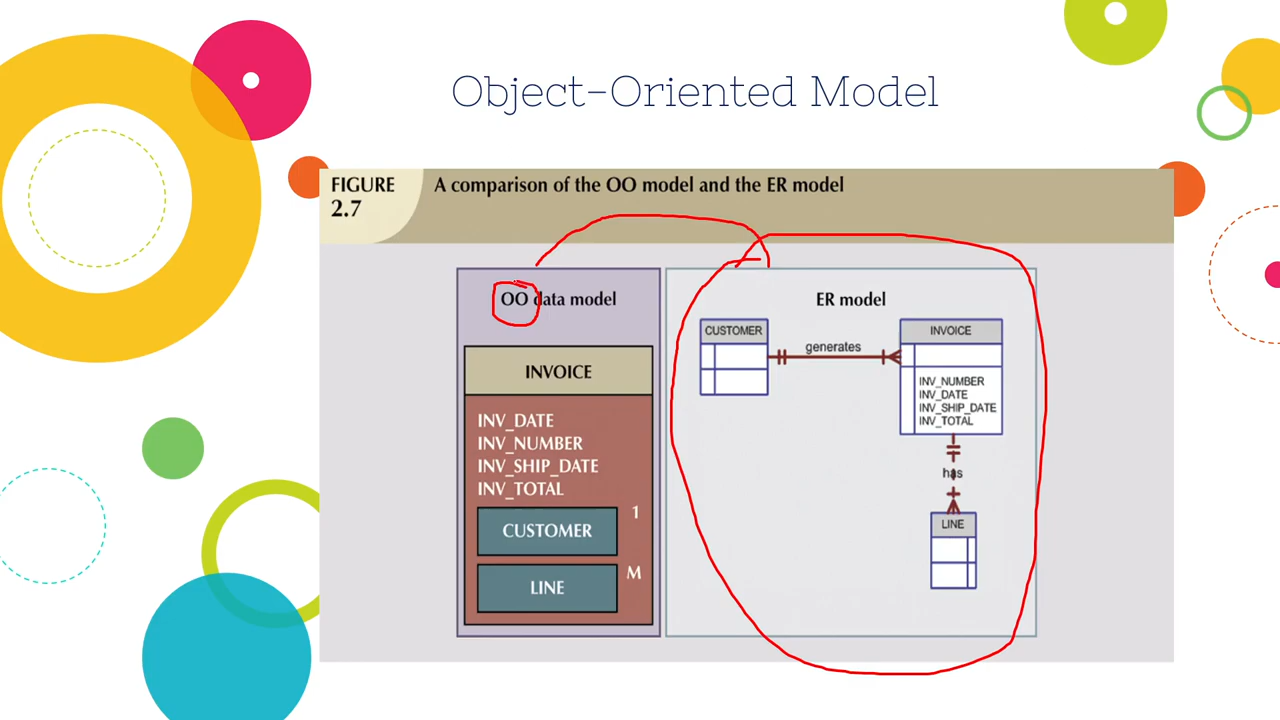 Object-Oriented Model
FIGURE
2.7
A comparison of the OO model and the ER model
OO data model
INVOICE
INV_DATE
INV_NUMBER
INV_SHIP_DATE
INV_TOTAL
CUSTOMER
1
LINE
M
ER model
CUSTOMER
generates
INVOICE
INV_NUMBER
INV_DATE
INV_SHIP_DATE
INV_TOTAL
has
LINE